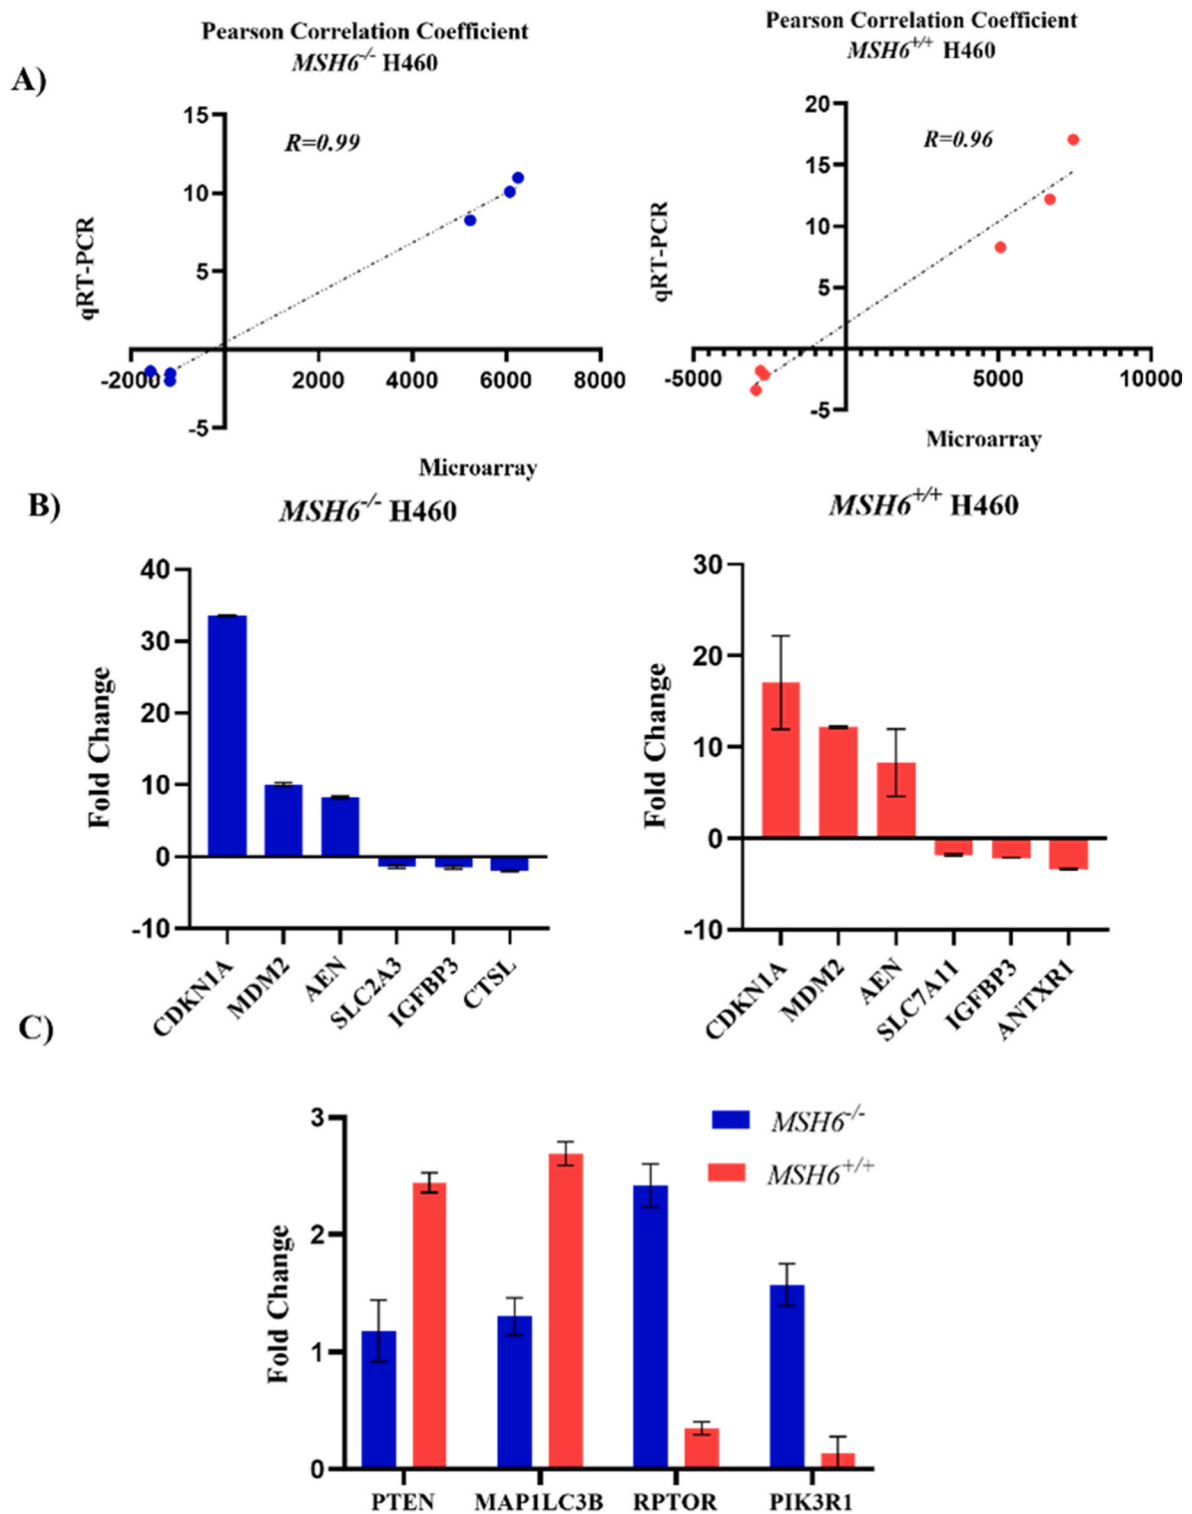 A)
Pearson Correlation Coefficient
MSH6-/- H460
R=0.99
15
10
5
-5
-2000
2000
4000
6000
8000
qRT-PCR
Microarray
Pearson Correlation Coefficient
MSH6+/+ H460
R=0.96
20
15
10
5
-5
-5000
5000
10000
qRT-PCR
Microarray
B)
MSH6-/- H460
40
30
20
10
0
-10
Fold Change
CDKN1A
MDM2
AEN
SLC2A3
IGFBP3
CTSL
MSH6+/+ H460
30
20
10
0
-10
Fold Change
CDKN1A
MDM2
AEN
SLC7A11
IGFBP3
ANTXR1
C)
3
2
1
0
Fold Change
MSH6-/-
MSH6+/+
PTEN
MAP1LC3B
RPTOR
PIK3R1